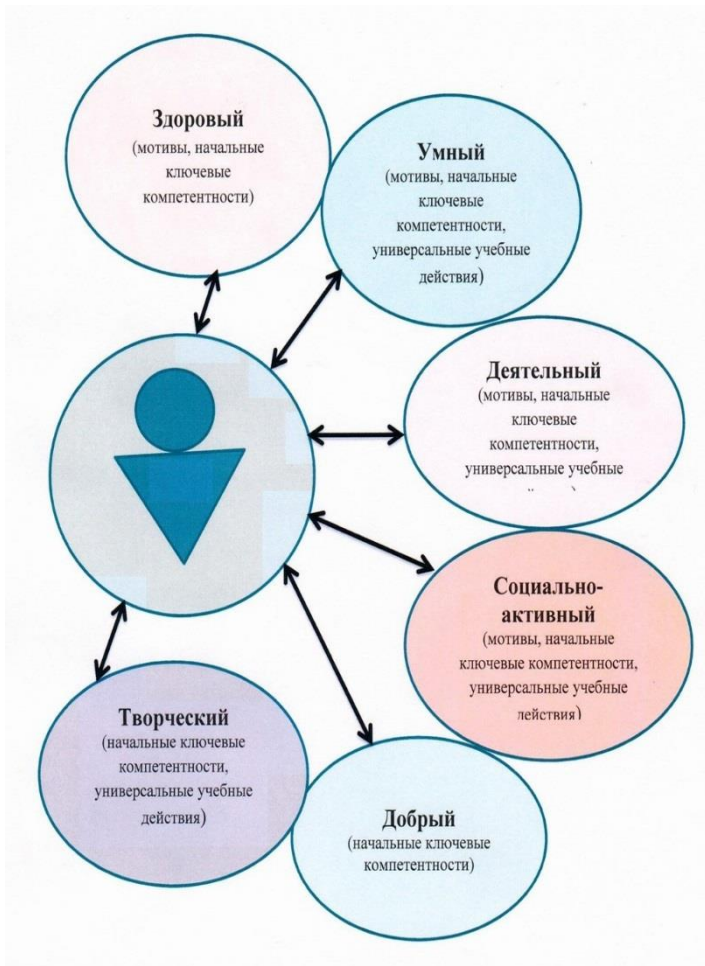 Здоровый
(мотивы, начальные
ключевые
компетентности)
Умный
(мотивы, начальные
ключевые
компетентности,
универсальные учебные
действия)
Деятельный
(мотивы, начальные
ключевые
компетентности,
универсальные учебные
Социально-
активный
(мотивы, начальные
ключевые компетентности,
универсальные учебные
действия)
Творческий
(начальные ключевые
компетентности,
универсальные учебные
действия)
Добрый
(начальные ключевые
компетентности)